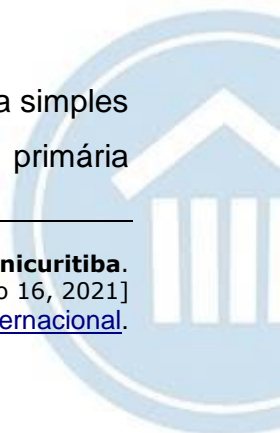 a simples
primária
nicuritiba.
o 16, 2021]
ernacional.